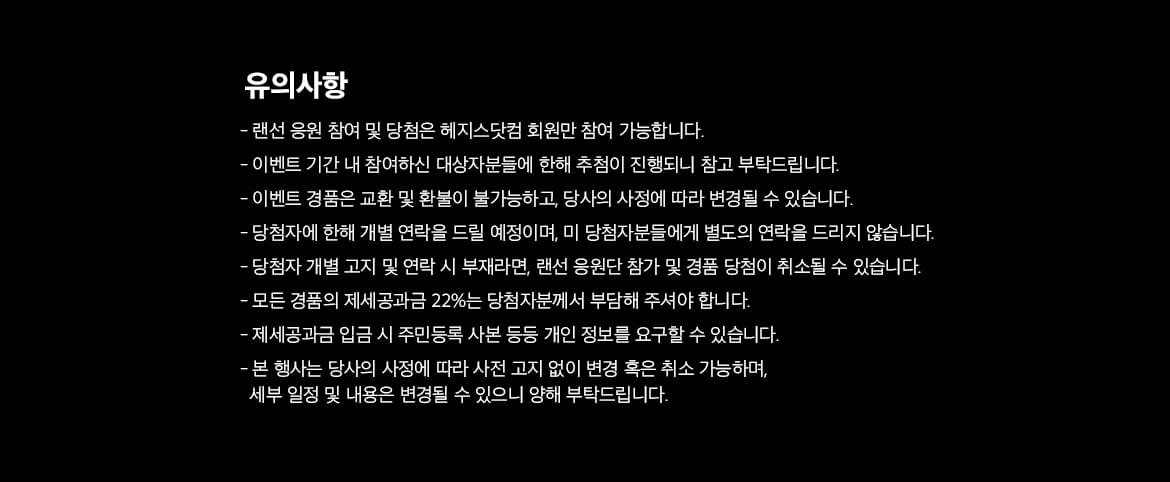 유의사항
- 랜선 응원 참여 및 당첨은 헤지스닷컴 회원만 참여 가능합니다.
- 이벤트 기간 내 참여하신 대상자분들에 한해 추첨이 진행되니 참고 부탁드립니다.
- 이벤트 경품은 교환 및 환불이 불가능하고, 당사의 사정에 따라 변경될 수 있습니다.
- 당첨자에 한해 개별 연락을 드릴 예정이며, 미 당첨자분들에게 별도의 연락을 드리지 않습니다.
- 당첨자 개별 고지 및 연락 시 부재라면, 랜선 응원단 참가 및 경품 당첨이 취소될 수 있습니다.
- 모든 경품의 제세공과금 22%는 당첨자분께서 부담해 주셔야 합니다.
- 제세공과금 입금 시 주민등록 사본 등등 개인 정보를 요구할 수 있습니다.
- 본 행사는 당사의 사정에 따라 사전 고지 없이 변경 혹은 취소 가능하며,
세부 일정 및 내용은 변경될 수 있으니 양해 부탁드립니다.